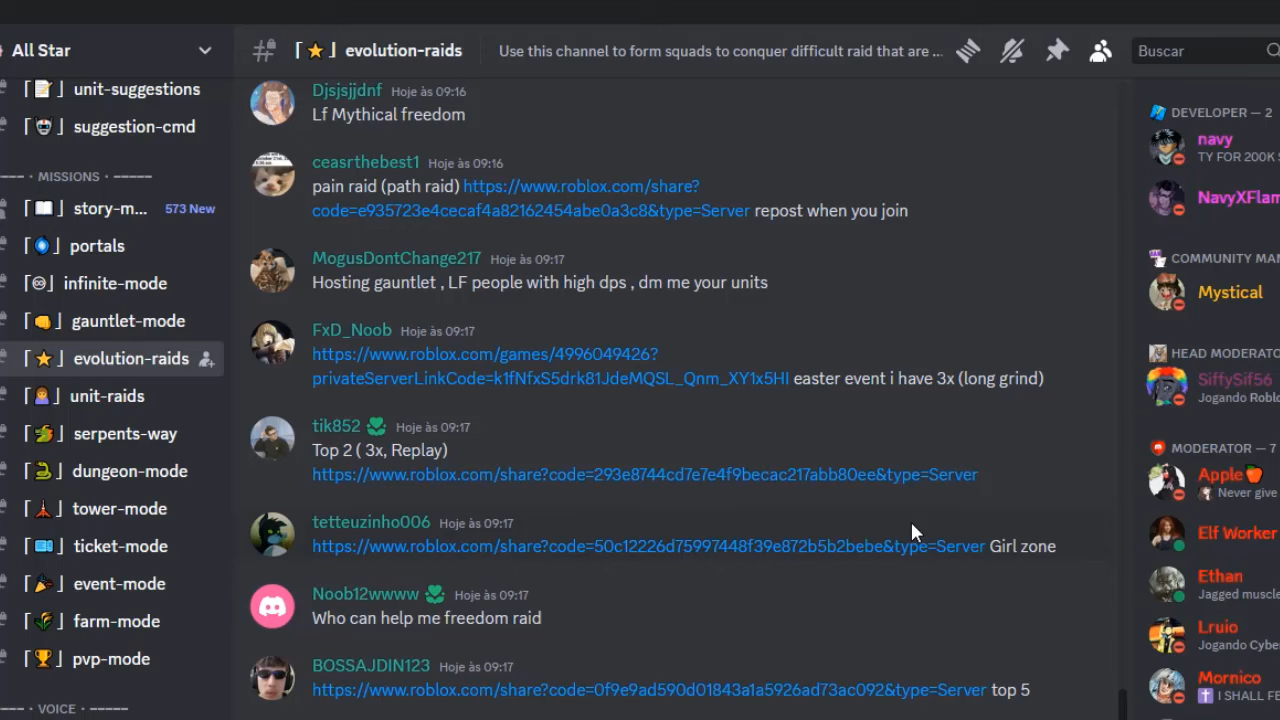 All Star
unit-suggestions
suggestion-cmd
MISSIONS
story-m... 573 New
portals
infinite-mode
gauntlet-mode
evolution-raids
unit-raids
serpents-way
dungeon-mode
tower-mode
ticket-mode
event-mode
farm-mode
pvp-mode
VOICE
evolution-raids Use this channel to form squads to conquer difficult raid that are ...
Buscar
Djsjsjjdnf Hoje às 09:16
Lf Mythical freedom
ceasrthebest1 Hoje às 09:16
pain raid (path raid) https://www.roblox.com/share?
code=e935723e4cecaf4a82162454abe0a3c8&type=Server repost when you join
MogusDontChange217 Hoje às 09:17
Hosting gauntlet , LF people with high dps , dm me your units
FxD_Noob Hoje às 09:17
https://www.roblox.com/games/4996049426?
privateServerLinkCode=k1fNfxS5drk81JdeMQSL_Qnm_XY1x5HI easter event i have 3x (long grind)
tik852 Hoje às 09:17
Top 2 ( 3x, Replay)
https://www.roblox.com/share?code=293e8744cd7e7e4f9becac217abb80ee&type=Server
tetteuzinho006 Hoje às 09:17
https://www.roblox.com/share?code=50c12226d75997448f39e872b5b2bebe&type=Server Girl zone
Noob12wwww Hoje às 09:17
Who can help me freedom raid
BOSSAJDIN123 Hoje às 09:17
https://www.roblox.com/share?code=0f9e9ad590d01843a1a5926ad73ac092&type=Server top 5
DEVELOPER — 2
navy
TY FOR 200K
NavyXFlam
COMMUNITY MAN
Mystical
HEAD MODERATO
SiffySif56
Jogando Roblo
MODERATOR — 7
Apple
Never give
Elf Worker
Ethan
Jagged muscle
Lruio
Jogando Cybe
Mornico
I SHALL FE